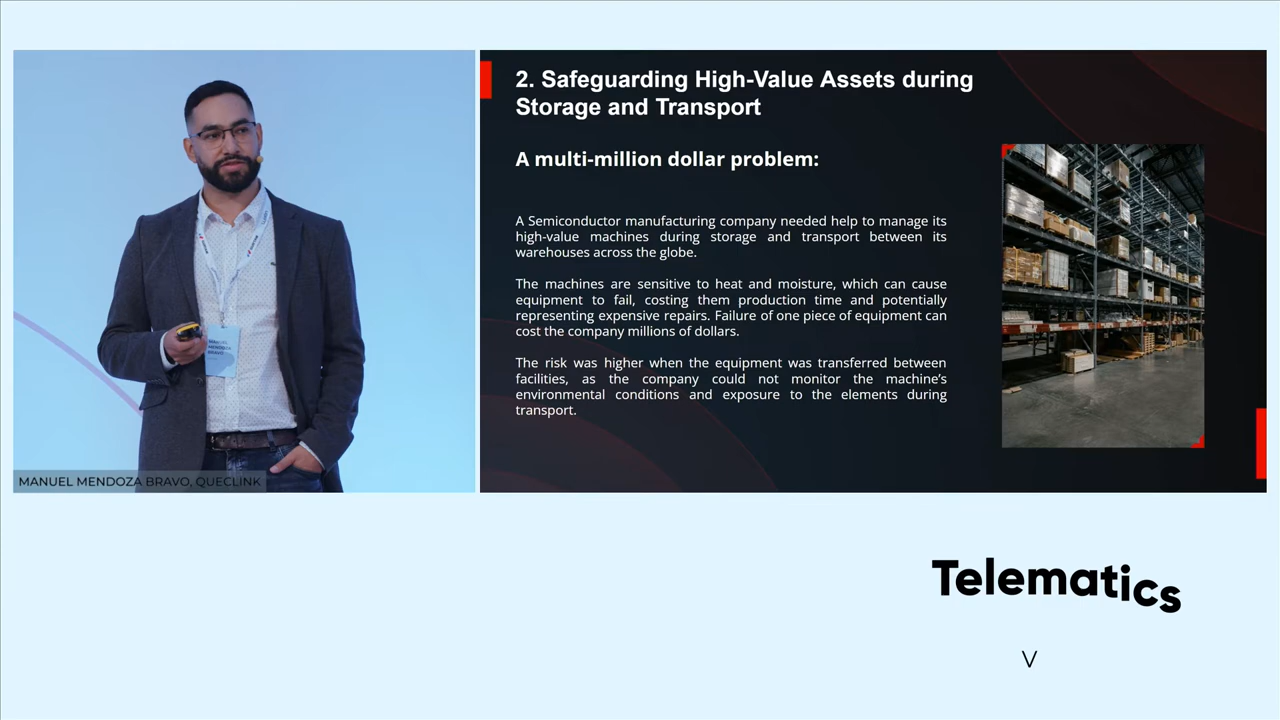 2. Safeguarding High-Value Assets during
Storage and Transport
A multi-million dollar problem:
A Semiconductor manufacturing company needed help to manage its
high-value machines during storage and transport between its
warehouses across the globe.
The machines are sensitive to heat and moisture, which can cause
equipment to fail, costing them production time and potentially
representing expensive repairs. Failure of one piece of equipment can
cost the company millions of dollars.
The risk was higher when the equipment was transferred between
facilities, as the company could not monitor the machine's
environmental conditions and exposure to the elements during
transport.
MANUEL
MENDOZA
BRAVO
MANUEL MENDOZA BRAVO, QUECLINK
Telematics
V